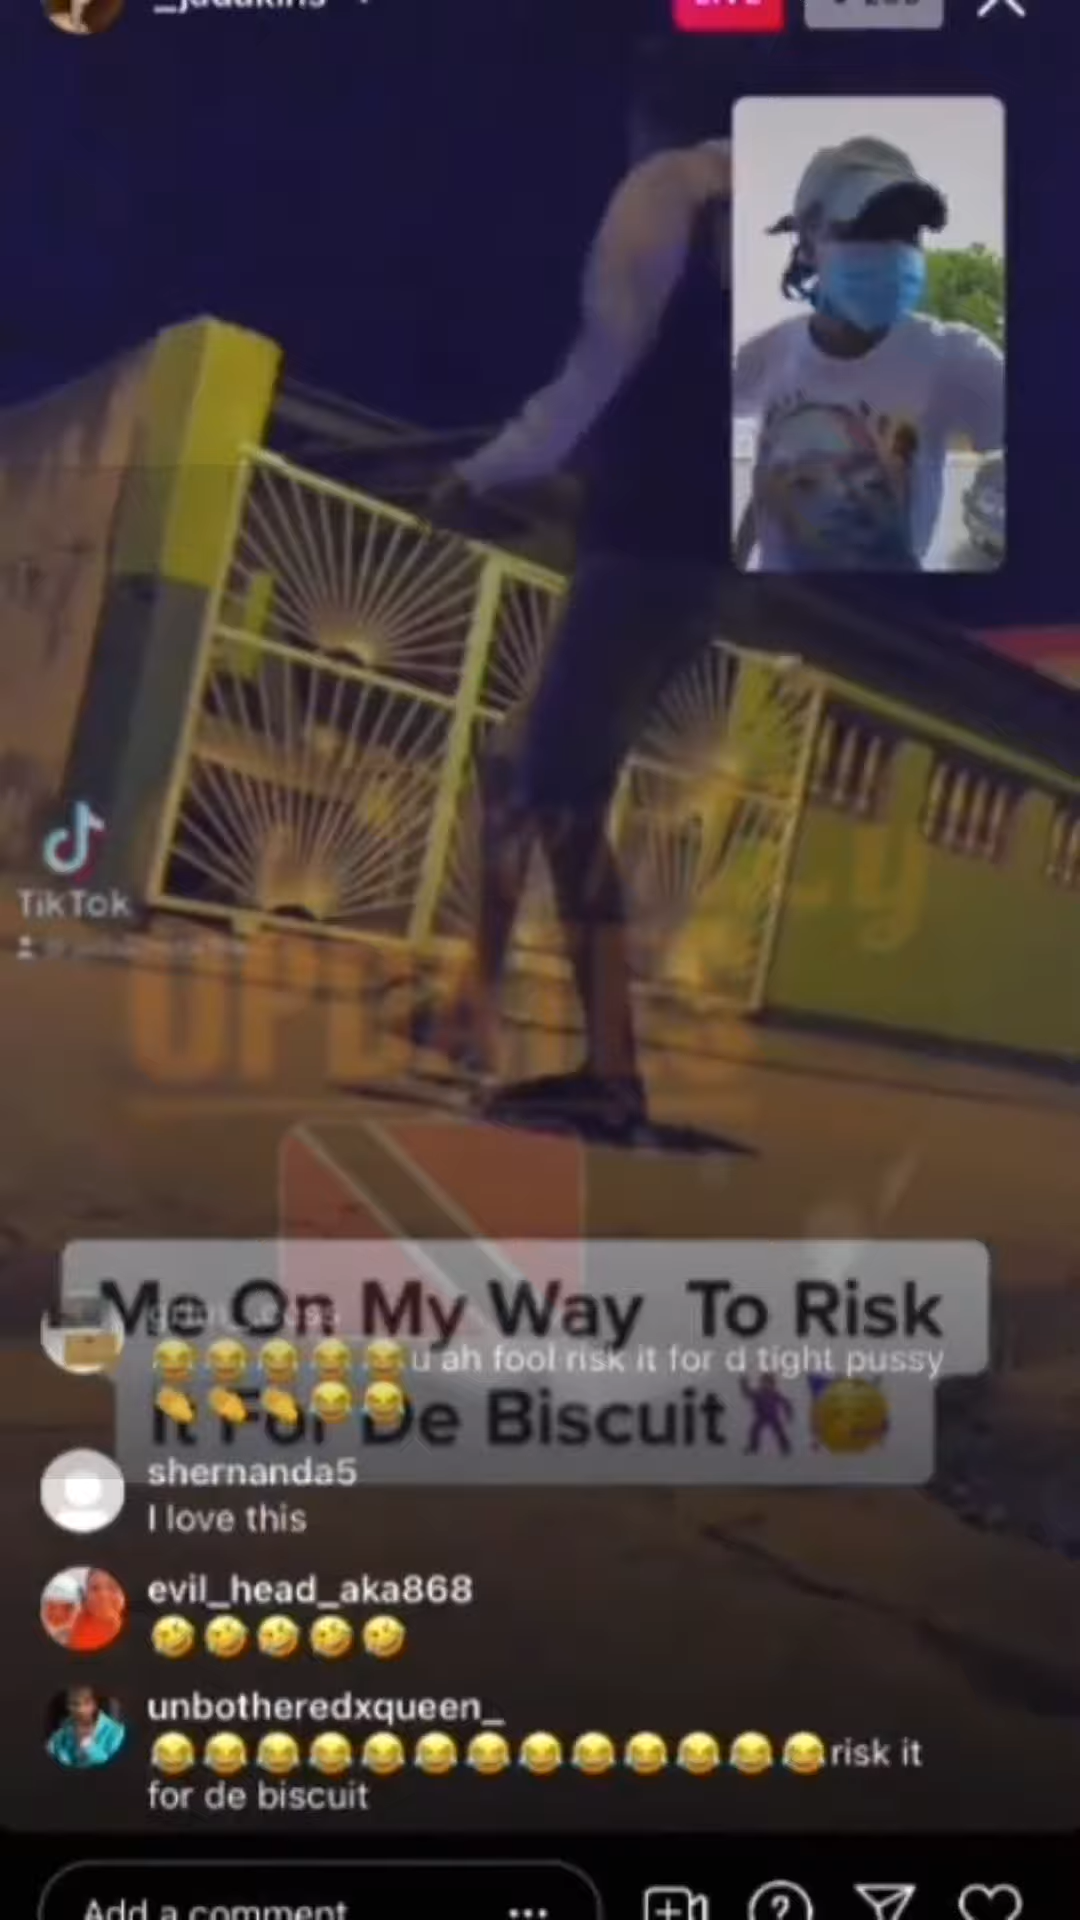 LIVE
TikTok
Me On My Way To Risk
😂😂😂😂😂u ah fool risk it for d tight pussy
👏👏👏😂😂
It For De Biscuit
shernanda5
I love this
evil_head_aka868
🤣🤣🤣🤣🤣
unbotheredxqueen_
😂😂😂😂😂😂😂😂😂😂😂😂😂risk it
for de biscuit
Add a comment